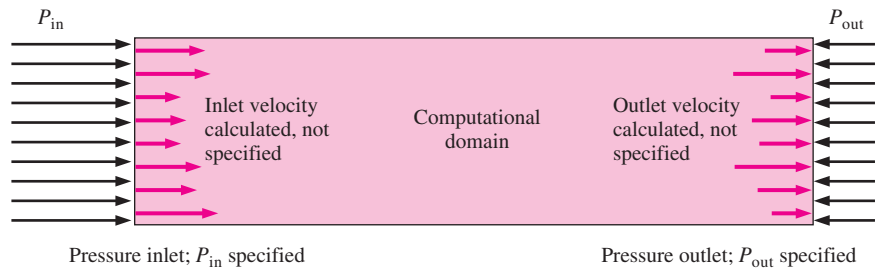 P_in
P_out
Inlet velocity
calculated, not
specified
Computational
domain
Outlet velocity
calculated, not
specified
Pressure inlet; P_in specified
Pressure outlet; P_out specified